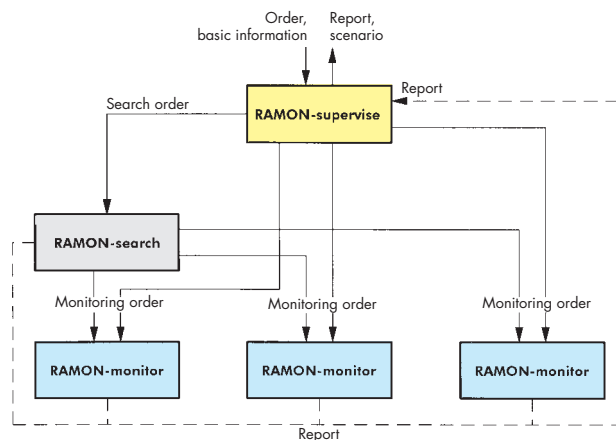 Order,
basic information
Report,
scenario
Report
Search order
RAMON-supervise
RAMON-search
Monitoring order
Monitoring order
Monitoring order
RAMON-monitor
RAMON-monitor
RAMON-monitor
Report